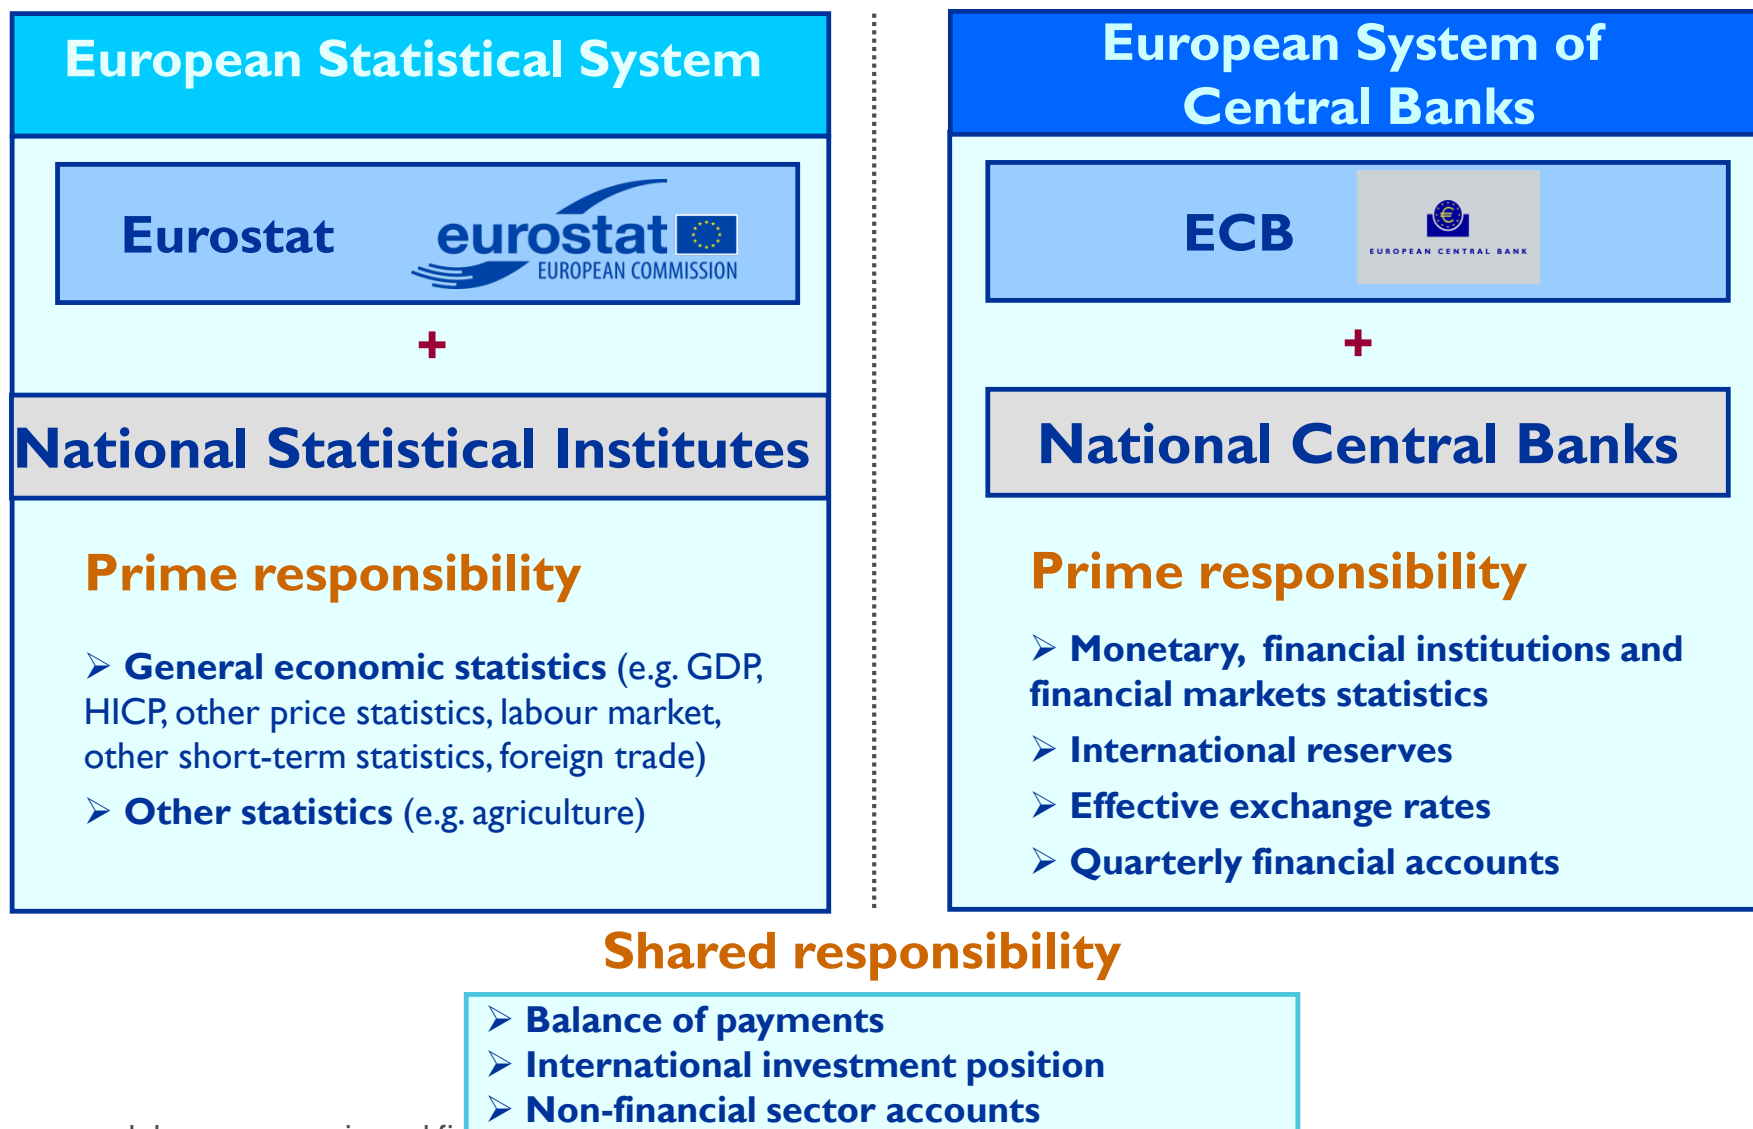 European Statistical System
Eurostat
eurostat
EUROPEAN COMMISSION
+
National Statistical Institutes
Prime responsibility
➢ General economic statistics (e.g. GDP,
HICP, other price statistics, labour market,
other short-term statistics, foreign trade)
➢ Other statistics (e.g. agriculture)
European System of
Central Banks
ECB
€
EUROPEAN CENTRAL BANK
+
National Central Banks
Prime responsibility
➢ Monetary,  financial institutions and
financial markets statistics
➢ International reserves
➢ Effective exchange rates
➢ Quarterly financial accounts
Shared responsibility
➢ Balance of payments
➢ International investment position
➢ Non-financial sector accounts